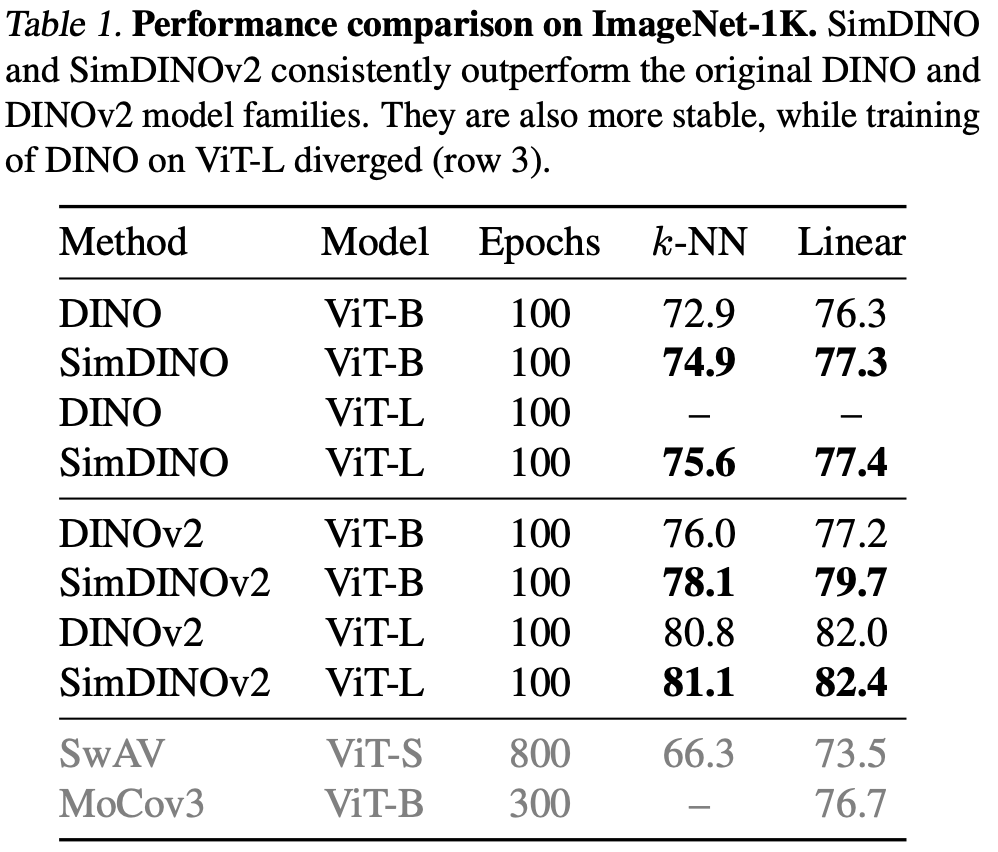 Table 1. Performance comparison on ImageNet-1K. SimDINO
and SimDINOv2 consistently outperform the original DINO and
DINOv2 model families. They are also more stable, while training
of DINO on ViT-L diverged (row 3).
Method Model Epochs k-NN Linear
DINO ViT-B 100 72.9 76.3
SimDINO ViT-B 100 74.9 77.3
DINO ViT-L 100 – –
SimDINO ViT-L 100 75.6 77.4
DINOv2 ViT-B 100 76.0 77.2
SimDINOv2 ViT-B 100 78.1 79.7
DINOv2 ViT-L 100 80.8 82.0
SimDINOv2 ViT-L 100 81.1 82.4
SwAV ViT-S 800 66.3 73.5
MoCov3 ViT-B 300 – 76.7